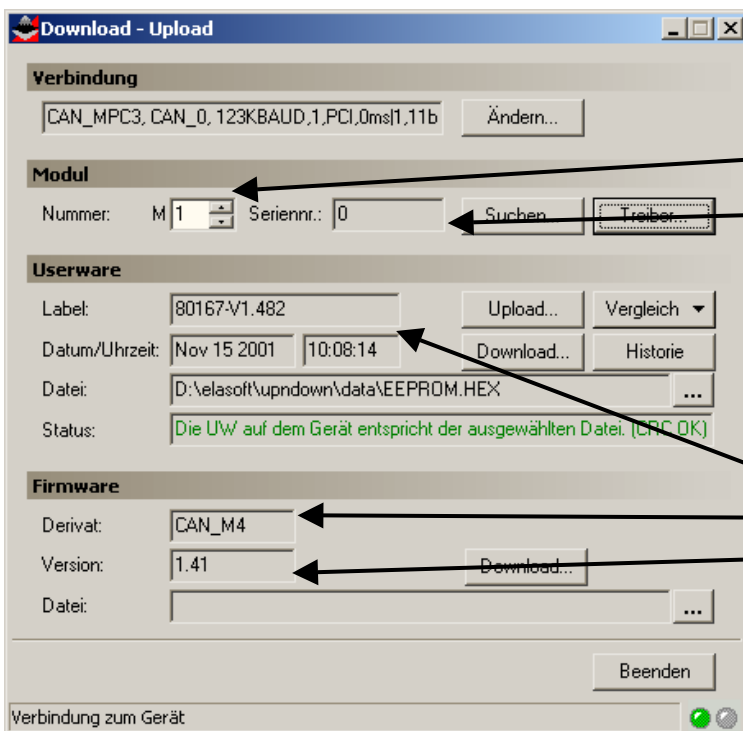 Download - Upload
Verbindung
CAN_MPC3, CAN_0, 123KBAUD,1,PCI,0ms|1,11b Ändern...
Modul
Nummer: M 1 Seriennr.: 0 Suchen... Treiber...
Userware
Label: 80167-V1.482 Upload... Vergleich
Datum/Uhrzeit: Nov 15 2001 10:08:14 Download... Historie
Datei: D:\elasoft\upndown\data\EEPROM.HEX ...
Status: Die UW auf dem Gerät entspricht der ausgewählten Datei. (CRC OK)
Firmware
Derivat: CAN_M4
Version: 1.41 Download...
Datei: ...
Beenden
Verbindung zum Gerät